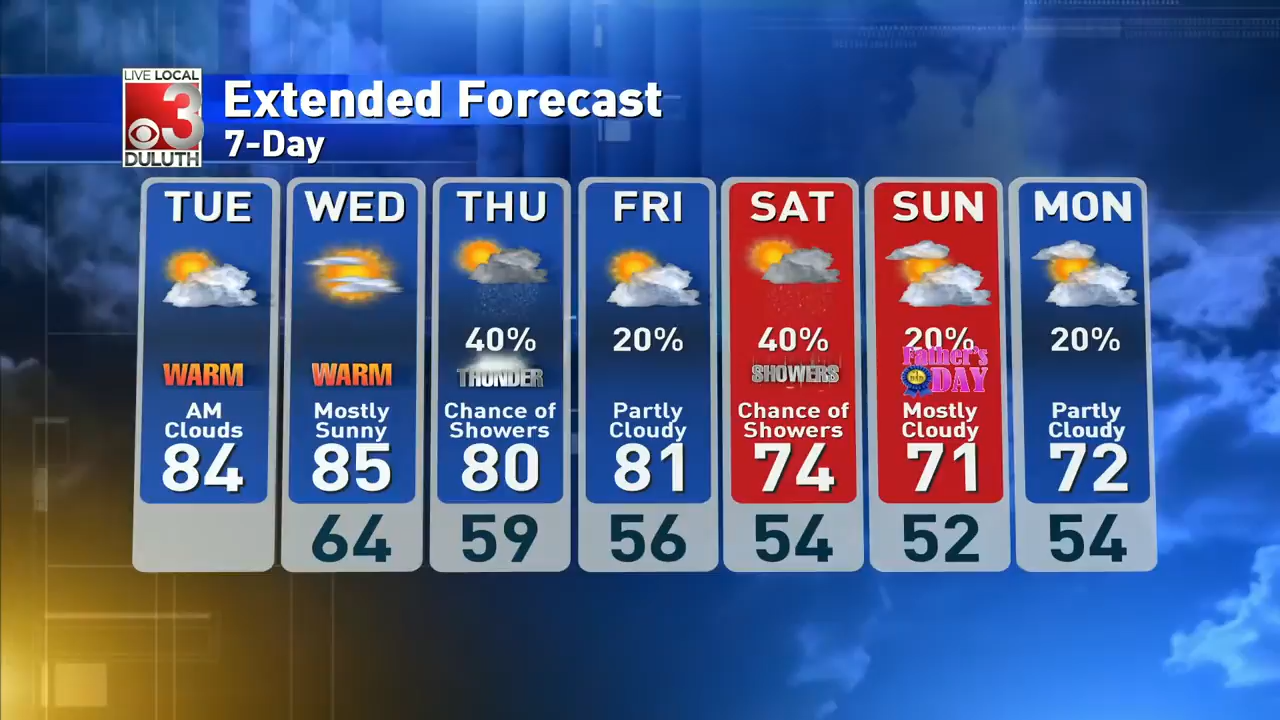 LIVE LOCAL
3
DULUTH
Extended Forecast
7-Day
TUE WED THU FRI SAT SUN MON
40% 20% 40% 20% 20%
WARM WARM THUNDER SHOWERS Father's DAY
AM Mostly Chance of Partly Chance of Mostly Partly
Clouds Sunny Showers Cloudy Showers Cloudy Cloudy
84 85 80 81 74 71 72
64 59 56 54 52 54